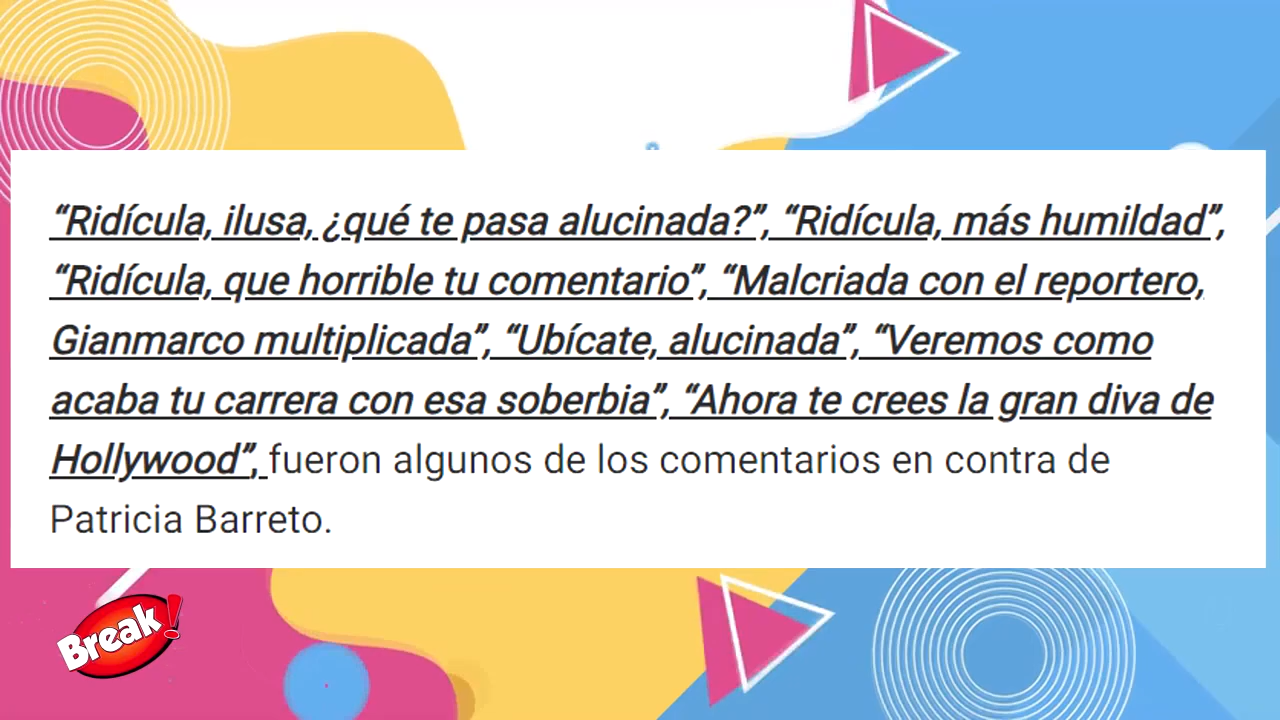 “Ridícula, ilusa, ¿qué te pasa alucinada?”, “Ridícula, más humildad”,
“Ridícula, que horrible tu comentario”, “Malcriada con el reportero,
Gianmarco multiplicada”, “Ubícate, alucinada”, “Veremos como
acaba tu carrera con esa soberbia”, “Ahora te crees la gran diva de
Hollywood”, fueron algunos de los comentarios en contra de
Patricia Barreto.
Break!